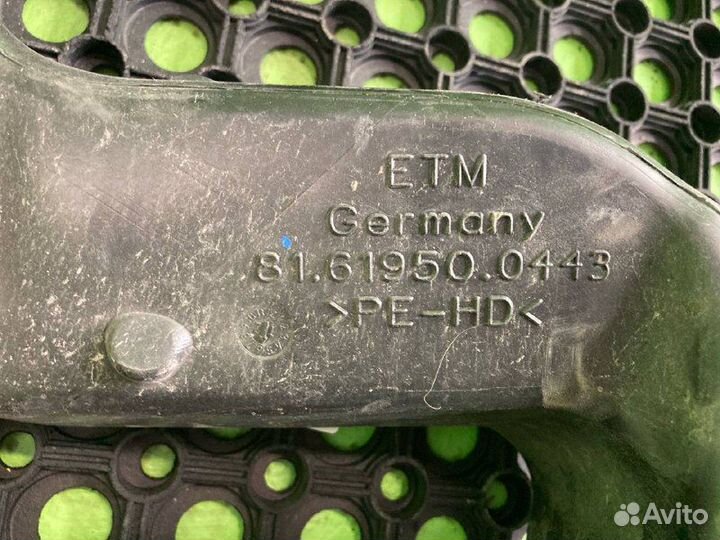 ETM
Germany
81.61950.0443
>PE-HD<
Avito